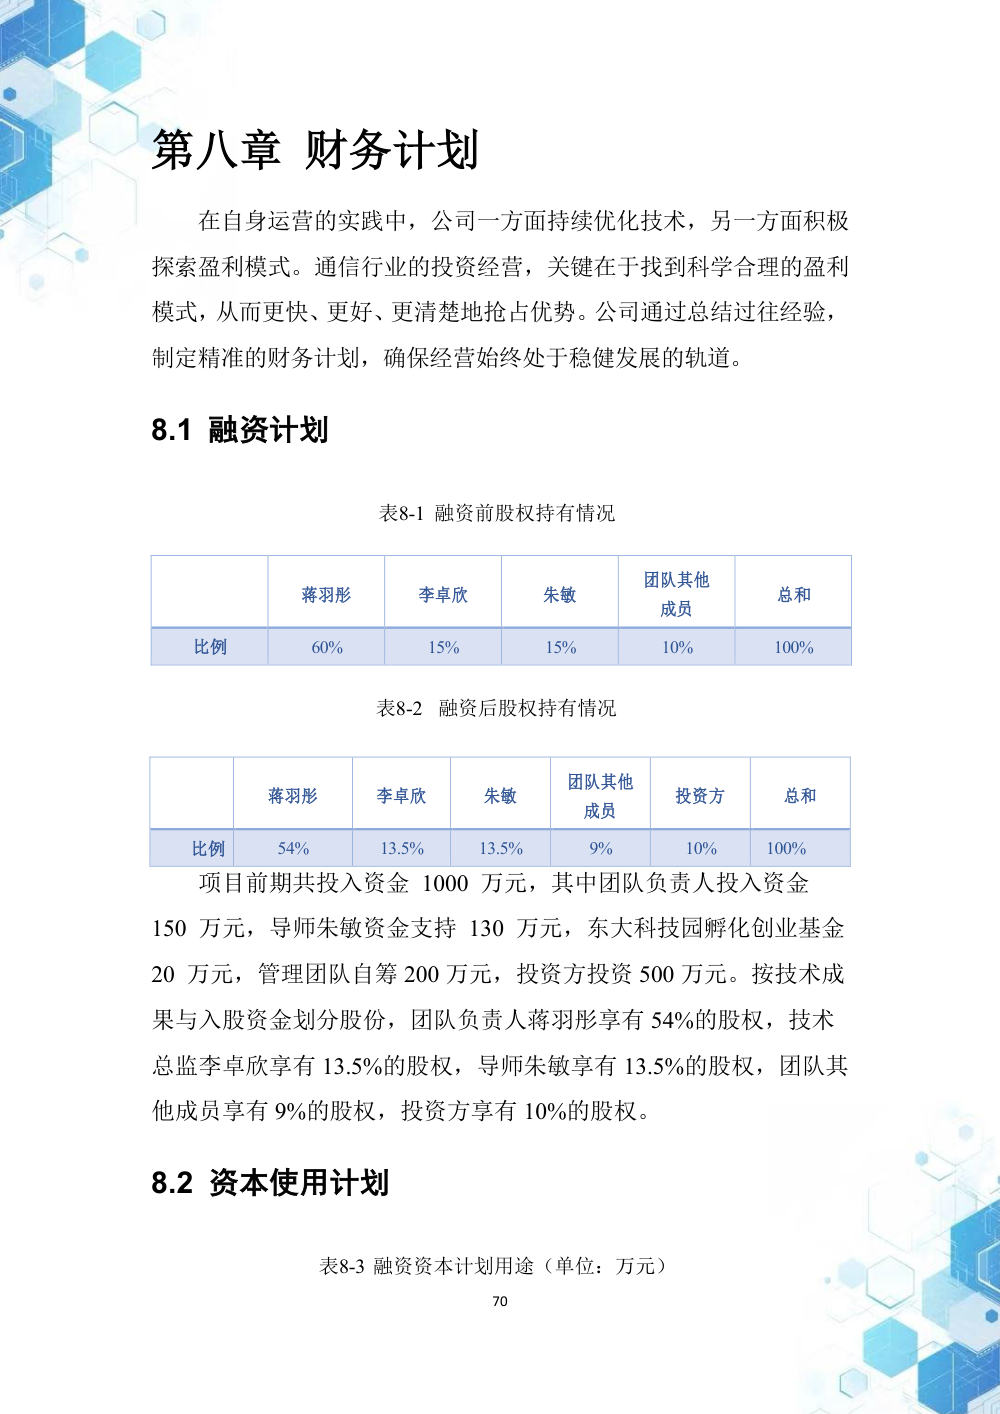 第八章 财务计划
在自身运营的实践中，公司一方面持续优化技术，另一方面积极
探索盈利模式。通信行业的投资经营，关键在于找到科学合理的盈利
模式，从而更快、更好、更清楚地抢占优势。公司通过总结过往经验，
制定精准的财务计划，确保经营始终处于稳健发展的轨道。
8.1 融资计划
表8-1 融资前股权持有情况
蒋羽彤 李卓欣 朱敏 团队其他成员 总和
比例 60% 15% 15% 10% 100%
表8-2 融资后股权持有情况
蒋羽彤 李卓欣 朱敏 团队其他成员 投资方 总和
比例 54% 13.5% 13.5% 9% 10% 100%
项目前期共投入资金 1000 万元，其中团队负责人投入资金
150 万元，导师朱敏资金支持 130 万元，东大科技园孵化创业基金
20 万元，管理团队自筹 200 万元，投资方投资 500 万元。按技术成
果与入股资金划分股份，团队负责人蒋羽彤享有 54%的股权，技术
总监李卓欣享有 13.5%的股权，导师朱敏享有 13.5%的股权，团队其
他成员享有 9%的股权，投资方享有 10%的股权。
8.2 资本使用计划
表8-3 融资资本计划用途（单位：万元）
70